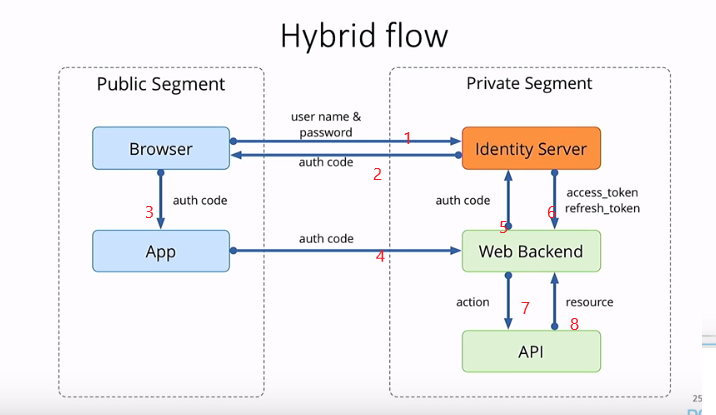 Hybrid flow
Public Segment
Private Segment
user name &
password
1
Browser
Identity Server
auth code
2
3
auth code
auth code
access_token
6
refresh_token
5
auth code
4
App
Web Backend
action
7
resource
8
API
25